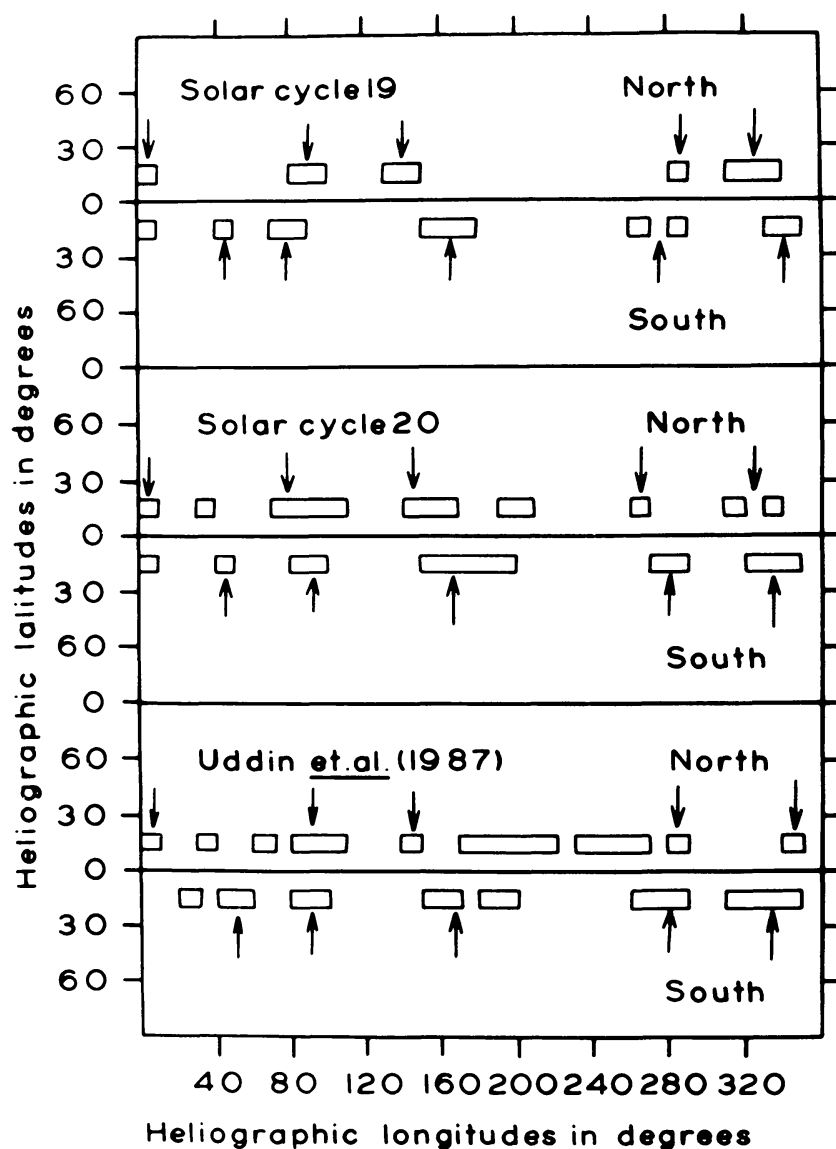 60
Solar cycle 19
North
30
0
30
60
South
0
60
Solar cycle 20
North
30
0
30
60
South
0
60
Uddin et.al. (1987)
North
30
0
30
60
South
Heliographic lalitudes in degrees
40 80 120 160 200 240 280 320
Heliographic longitudes in degrees